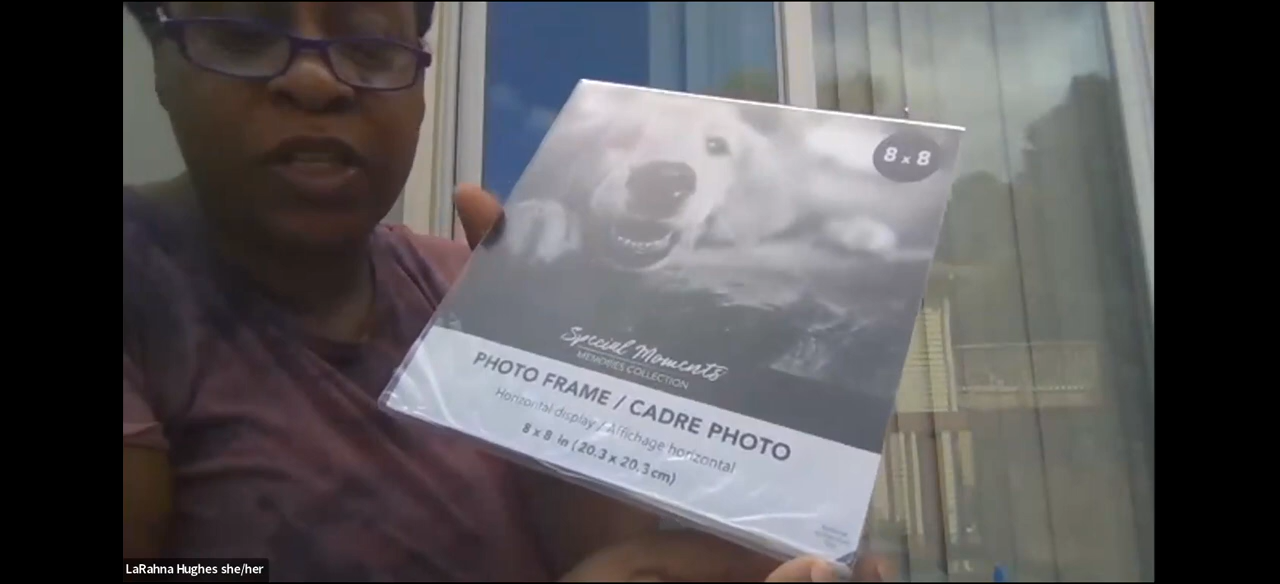 8 x 8
Special Moments
MEMORIES COLLECTION
PHOTO FRAME / CADRE PHOTO
Horizontal display / Affichage horizontal
8 x 8 in (20.3 x 20.3 cm)
LaRahna Hughes she/her